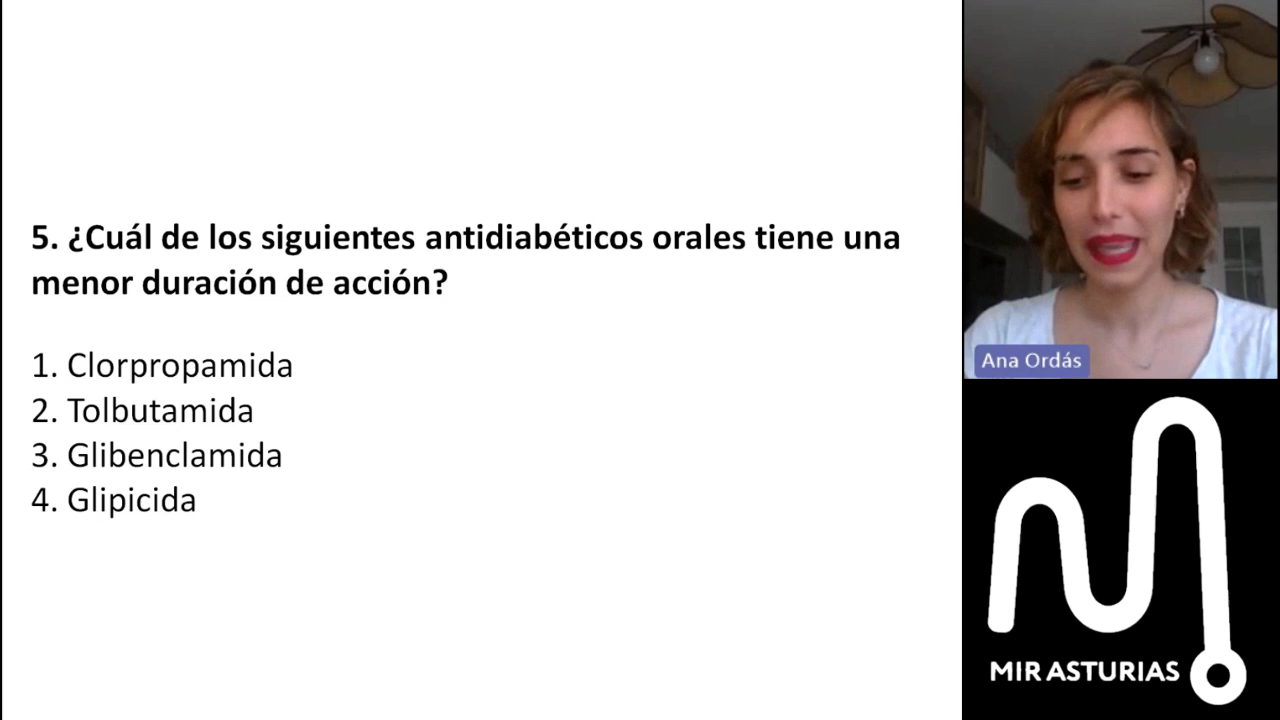 5. ¿Cuál de los siguientes antidiabéticos orales tiene una
menor duración de acción?
1. Clorpropamida
2. Tolbutamida
3. Glibenclamida
4. Glipicida
Ana Ordás
MIR ASTURIAS